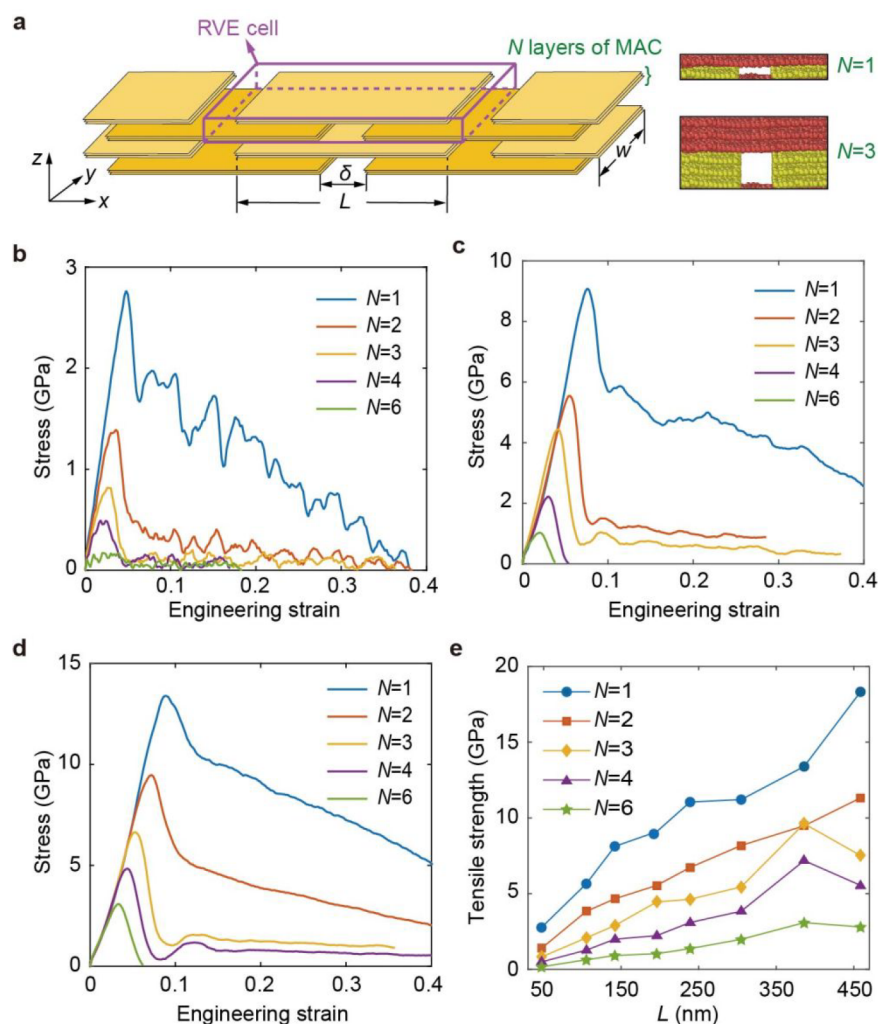 a
RVE cell
N layers of MAC
}
N=1
N=3
z
y
x
δ
L
w
b
3
2
1
0
0
0.1
0.2
0.3
0.4
Stress (GPa)
Engineering strain
N=1
N=2
N=3
N=4
N=6
c
10
8
6
4
2
0
0
0.1
0.2
0.3
0.4
Stress (GPa)
Engineering strain
N=1
N=2
N=3
N=4
N=6
d
15
10
5
0
0
0.1
0.2
0.3
0.4
Stress (GPa)
Engineering strain
N=1
N=2
N=3
N=4
N=6
e
20
15
10
5
0
50
150
250
350
450
Tensile strength (GPa)
L (nm)
N=1
N=2
N=3
N=4
N=6